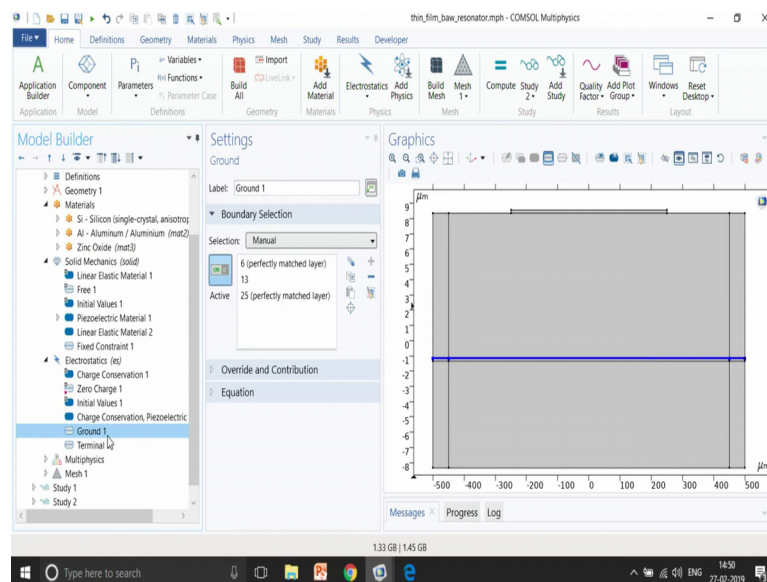 thin_film_baw_resonator.mph - COMSOL Multiphysics
File Home Definitions Geometry Materials Physics Mesh Study Results Developer
Application Builder
Component 1
Pi Parameters
a= Variables
f(x) Functions
Pi Parameter Case
Build All
Import
LiveLink
Add Material
Electrostatics
Add Physics
Build Mesh
Mesh 1
Compute
Study 2
Add Study
Quality Factor
Add Plot Group
Windows
Reset Desktop
Application Model Definitions Geometry Materials Physics Mesh Study Results Layout
Model Builder
Definitions
Geometry 1
Materials
Si - Silicon (single-crystal, anisotrop
Al - Aluminum / Aluminium (mat2)
Zinc Oxide (mat3)
Solid Mechanics (solid)
Linear Elastic Material 1
Free 1
Initial Values 1
Piezoelectric Material 1
Linear Elastic Material 2
Fixed Constraint 1
Electrostatics (es)
Charge Conservation 1
Zero Charge 1
Initial Values 1
Charge Conservation, Piezoelectric
Ground 1
Terminal
Multiphysics
Mesh 1
Study 1
Study 2
Settings
Ground
Label: Ground 1
Boundary Selection
Selection: Manual
6 (perfectly matched layer)
13
25 (perfectly matched layer)
Active
Override and Contribution
Equation
Graphics
μm
9
8
7
6
5
4
3
2
1
0
-1
-2
-3
-4
-5
-6
-7
-8
-500 -400 -300 -200 -100 0 100 200 300 400 500
Messages Progress Log
1.33 GB | 1.45 GB
Type here to search
ENG
14:50
27-02-2019